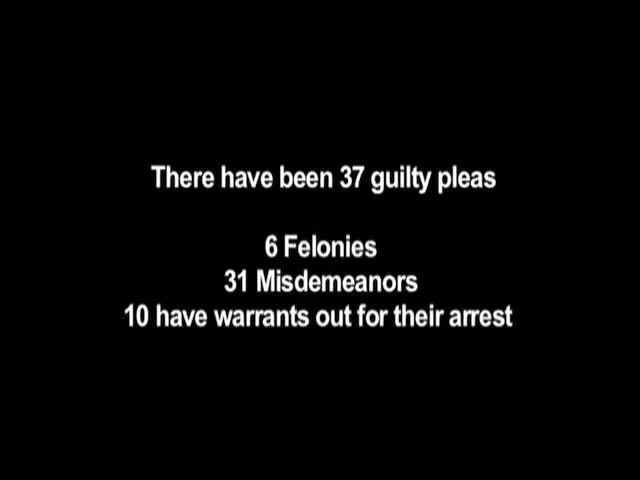 There have been 37 guilty pleas
6 Felonies
31 Misdemeanors
10 have warrants out for their arrest